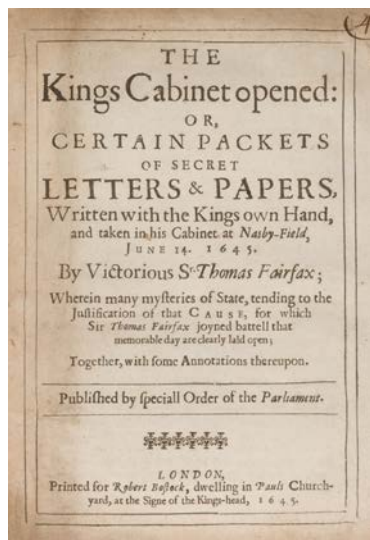 THE
Kings Cabinet opened:
OR,
CERTAIN PACKETS
OF SECRET
LETTERS & PAPERS,
Written with the Kings own Hand,
and taken in his Cabinet at Nasby-Field,
JUNE 14. 1645.
By Victorious Sr. Thomas Fairfax;
Wherein many myſteries of State, tending to the
Juſtification of that CAUSE, for which
Sir Thomas Fairfax joyned battell that
memorable day are clearly laid open;
Together, with ſome Annotations thereupon.
Publiſhed by ſpeciall Order of the Parliament.
LONDON,
Printed for Robert Boſtock, dwelling in Pauls Church-
yard, at the Signe of the Kings-head, 1645.